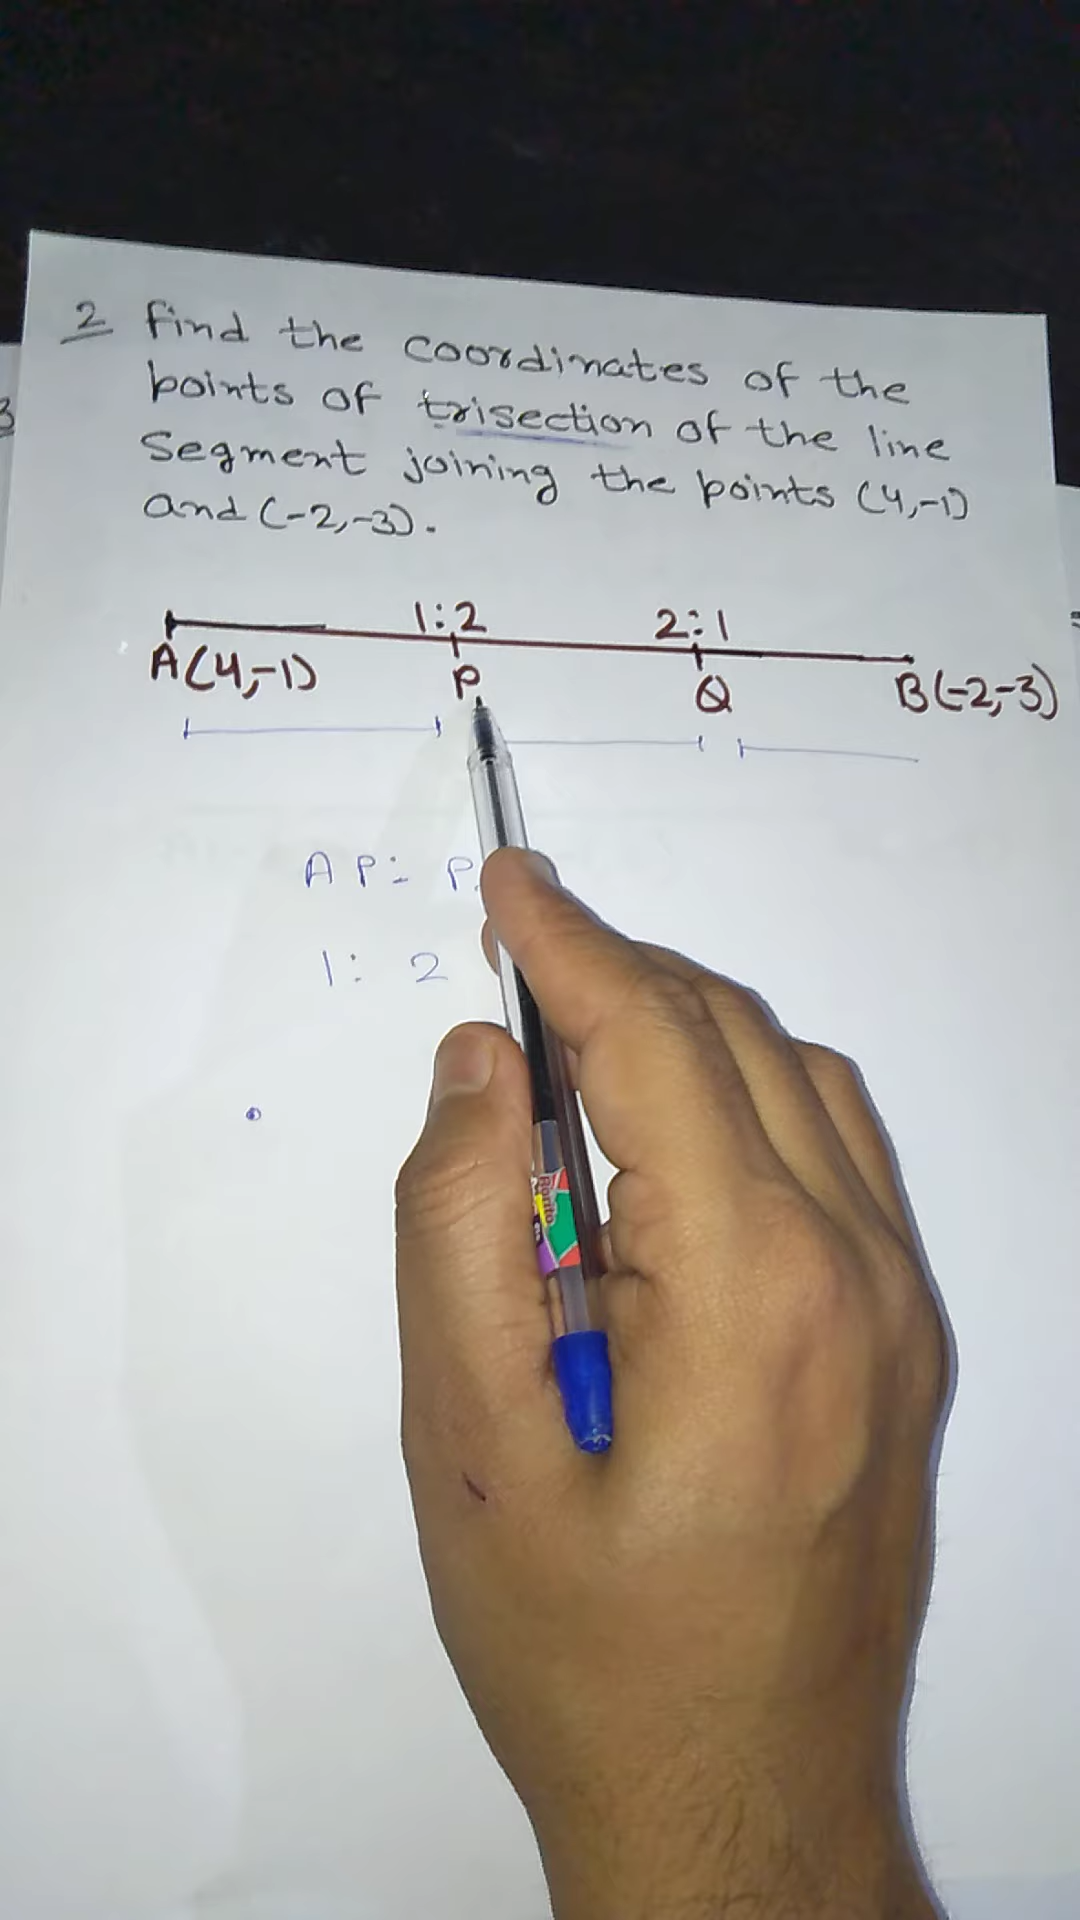 2 Find the coordinates of the
points of trisection of the line
segment joining the points (4,-1)
and (-2,-3).
3
1:2 2:1
A(4,-1) P Q B(-2,-3)
AP: P
1: 2